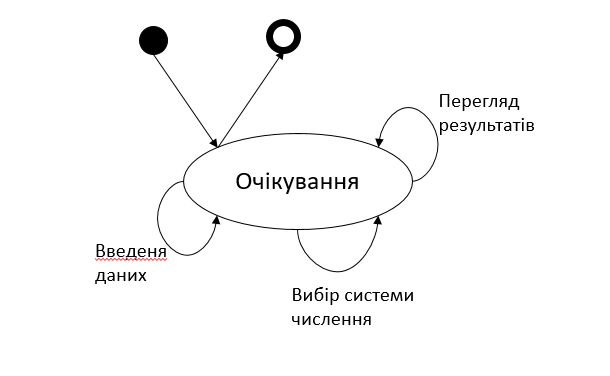 Перегляд
результатів
Очікування
Введеня
даних
Вибір системи
числення